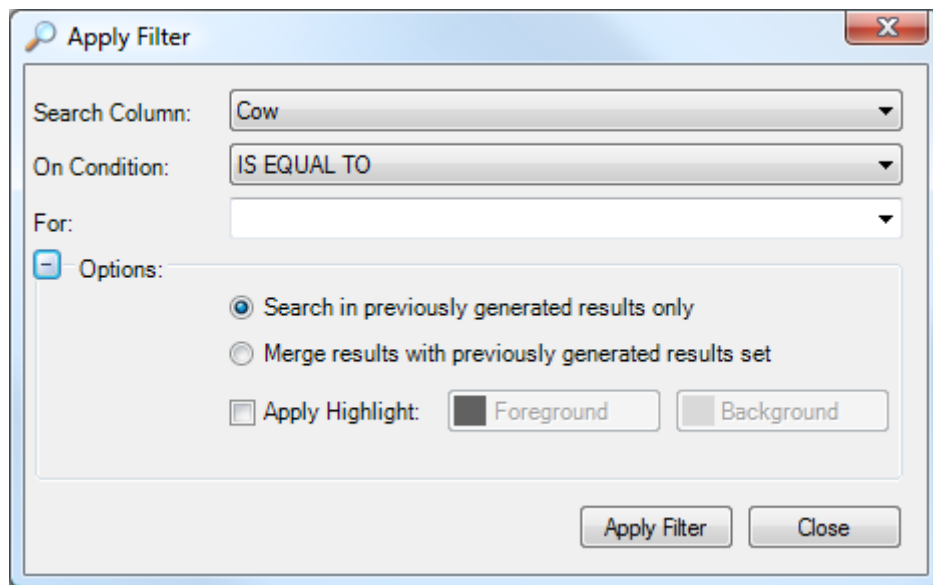 Apply Filter
Search Column: Cow
On Condition: IS EQUAL TO
For:
Options:
Search in previously generated results only
Merge results with previously generated results set
Apply Highlight: Foreground Background
Apply Filter Close